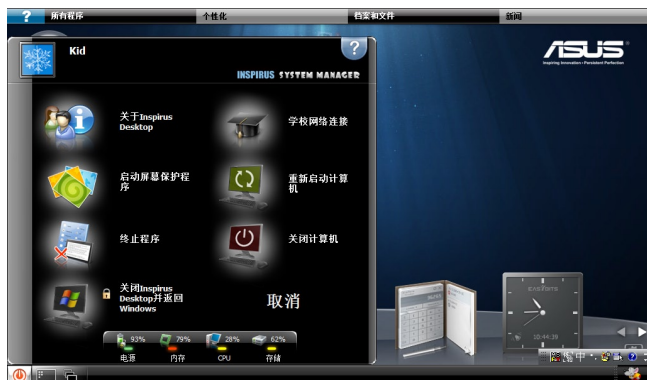 ?
所有程序
个性化
档案和文件
新闻
Kid
?
INSPIRUS SYSTEM MANAGER
关于Inspirus
Desktop
学校网络连接
启动屏幕保护程
序
重新启动计算
机
终止程序
关闭计算机
关闭Inspirus
Desktop并返回
Windows
取消
93%
79%
28%
62%
电源
内存
CPU
存储
ASUS
Inspiring Innovation • Persistent Perfection
10:44:39
中